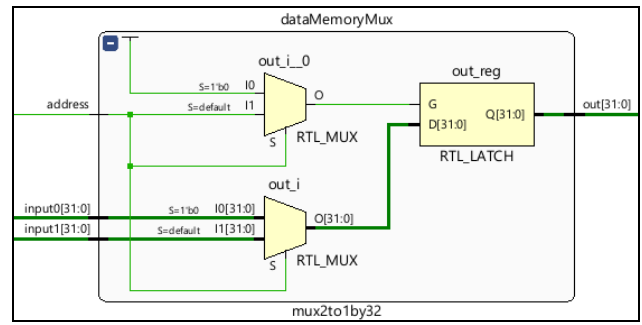 dataMemoryMux
out_i__0
out_reg
S=1'b0 I0
O
address
S=default I1
G
Q[31:0]
out[31:0]
D[31:0]
S
RTL_MUX
RTL_LATCH
out_i
input0[31:0]
S=1'b0 I0[31:0]
O[31:0]
input1[31:0]
S=default I1[31:0]
S
RTL_MUX
mux2to1by32